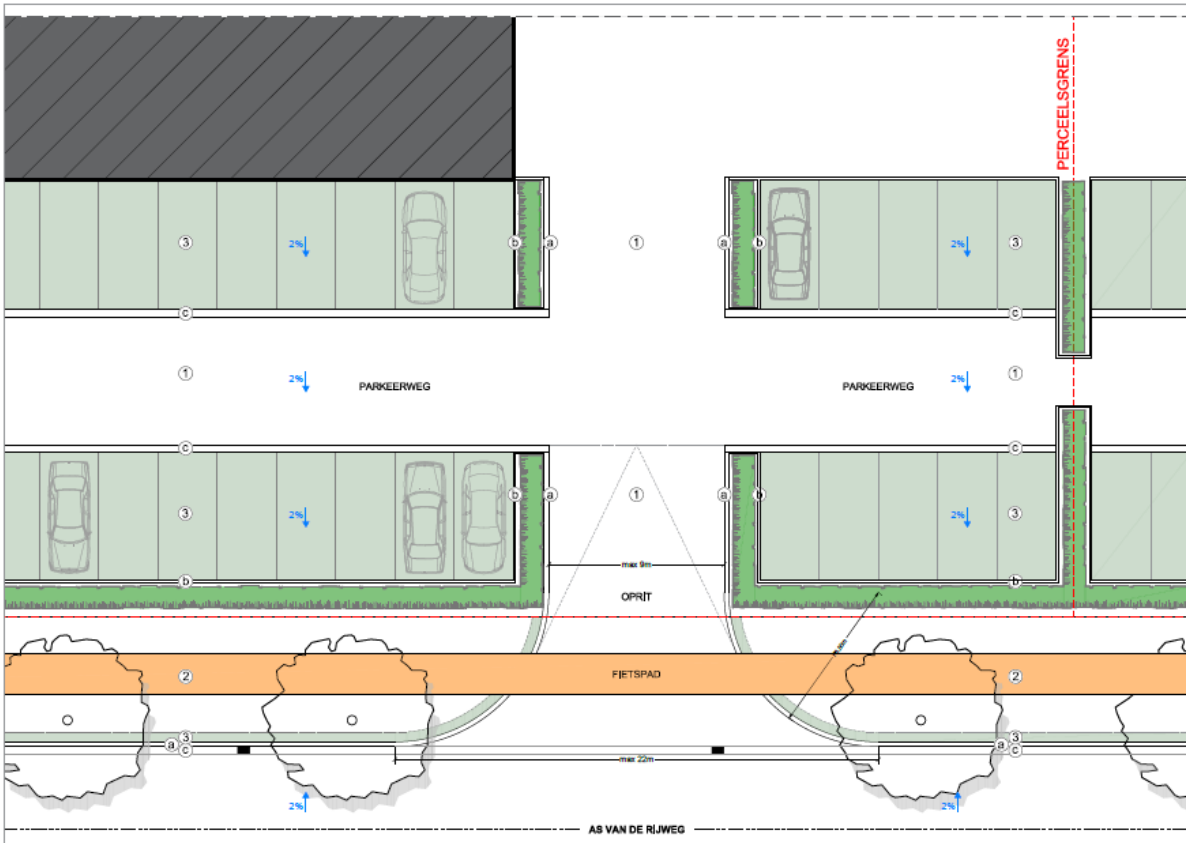 PERCEELSGRENS
3
2%
b
a
1
a
b
2%
3
c
c
1
2%
PARKEERWEG
PARKEERWEG
2%
1
c
c
3
2%
b
a
1
a
b
2%
3
b
max 9m
b
OPRIT
2
FIETSPAD
2
3
a
c
3
a
c
max 22m
2%
2%
AS VAN DE RIJWEG